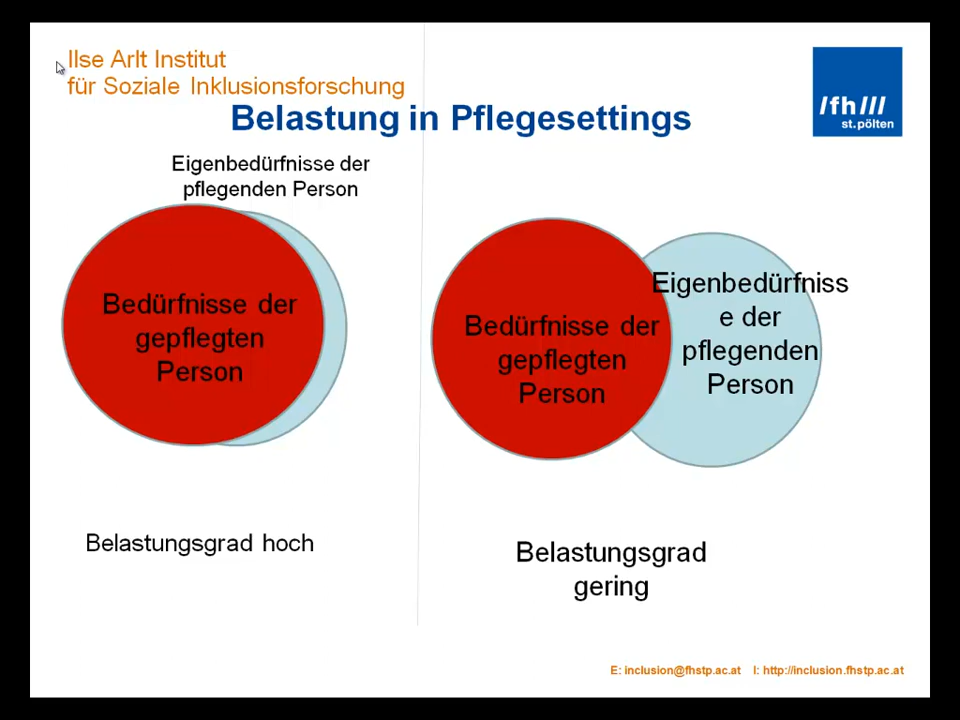 Ilse Arlt Institut
für Soziale Inklusionsforschung
Belastung in Pflegesettings
/fh///
st.pölten
Eigenbedürfnisse der
pflegenden Person
Bedürfnisse der
gepflegten
Person
Bedürfnisse der
gepflegten
Person
Eigenbedürfniss
e der
pflegenden
Person
Belastungsgrad hoch
Belastungsgrad
gering
E: inclusion@fhstp.ac.at I: http://inclusion.fhstp.ac.at